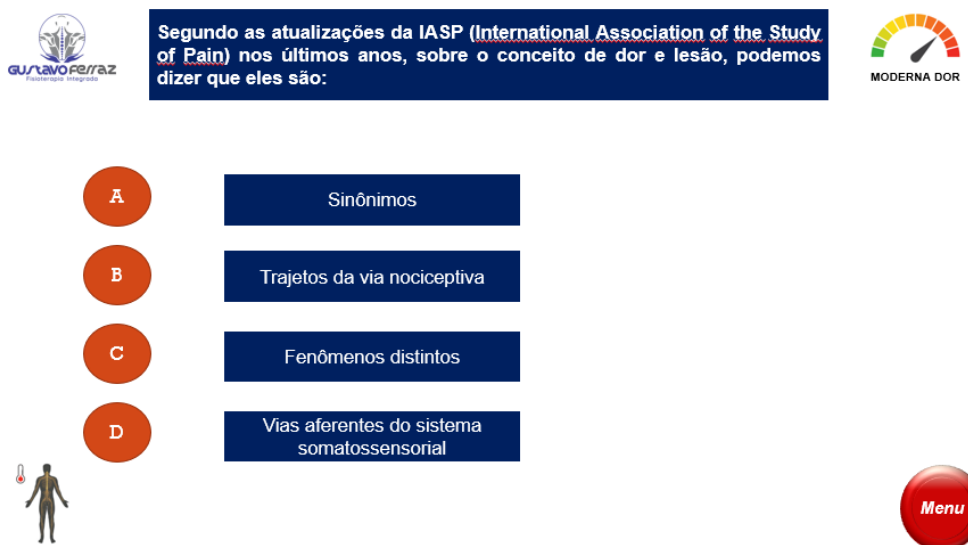 GUSTAVO FERRAZ
Fisioterapia Integrada
Segundo as atualizações da IASP (International Association of the Study
of Pain) nos últimos anos, sobre o conceito de dor e lesão, podemos
dizer que eles são:
MODERNA DOR
A
Sinônimos
B
Trajetos da via nociceptiva
C
Fenômenos distintos
D
Vias aferentes do sistema
somatossensorial
Menu